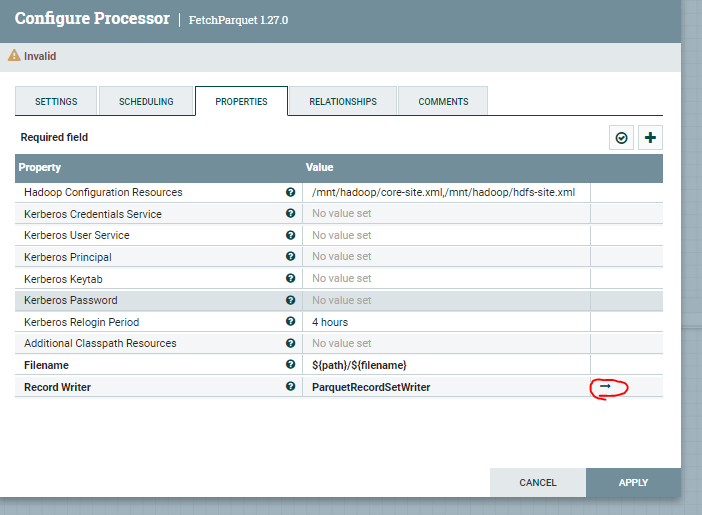 Configure Processor | FetchParquet 1.27.0
Invalid
SETTINGS SCHEDULING PROPERTIES RELATIONSHIPS COMMENTS
Required field
Property Value
Hadoop Configuration Resources /mnt/hadoop/core-site.xml,/mnt/hadoop/hdfs-site.xml
Kerberos Credentials Service No value set
Kerberos User Service No value set
Kerberos Principal No value set
Kerberos Keytab No value set
Kerberos Password No value set
Kerberos Relogin Period 4 hours
Additional Classpath Resources No value set
Filename ${path}/${filename}
Record Writer ParquetRecordSetWriter
CANCEL APPLY